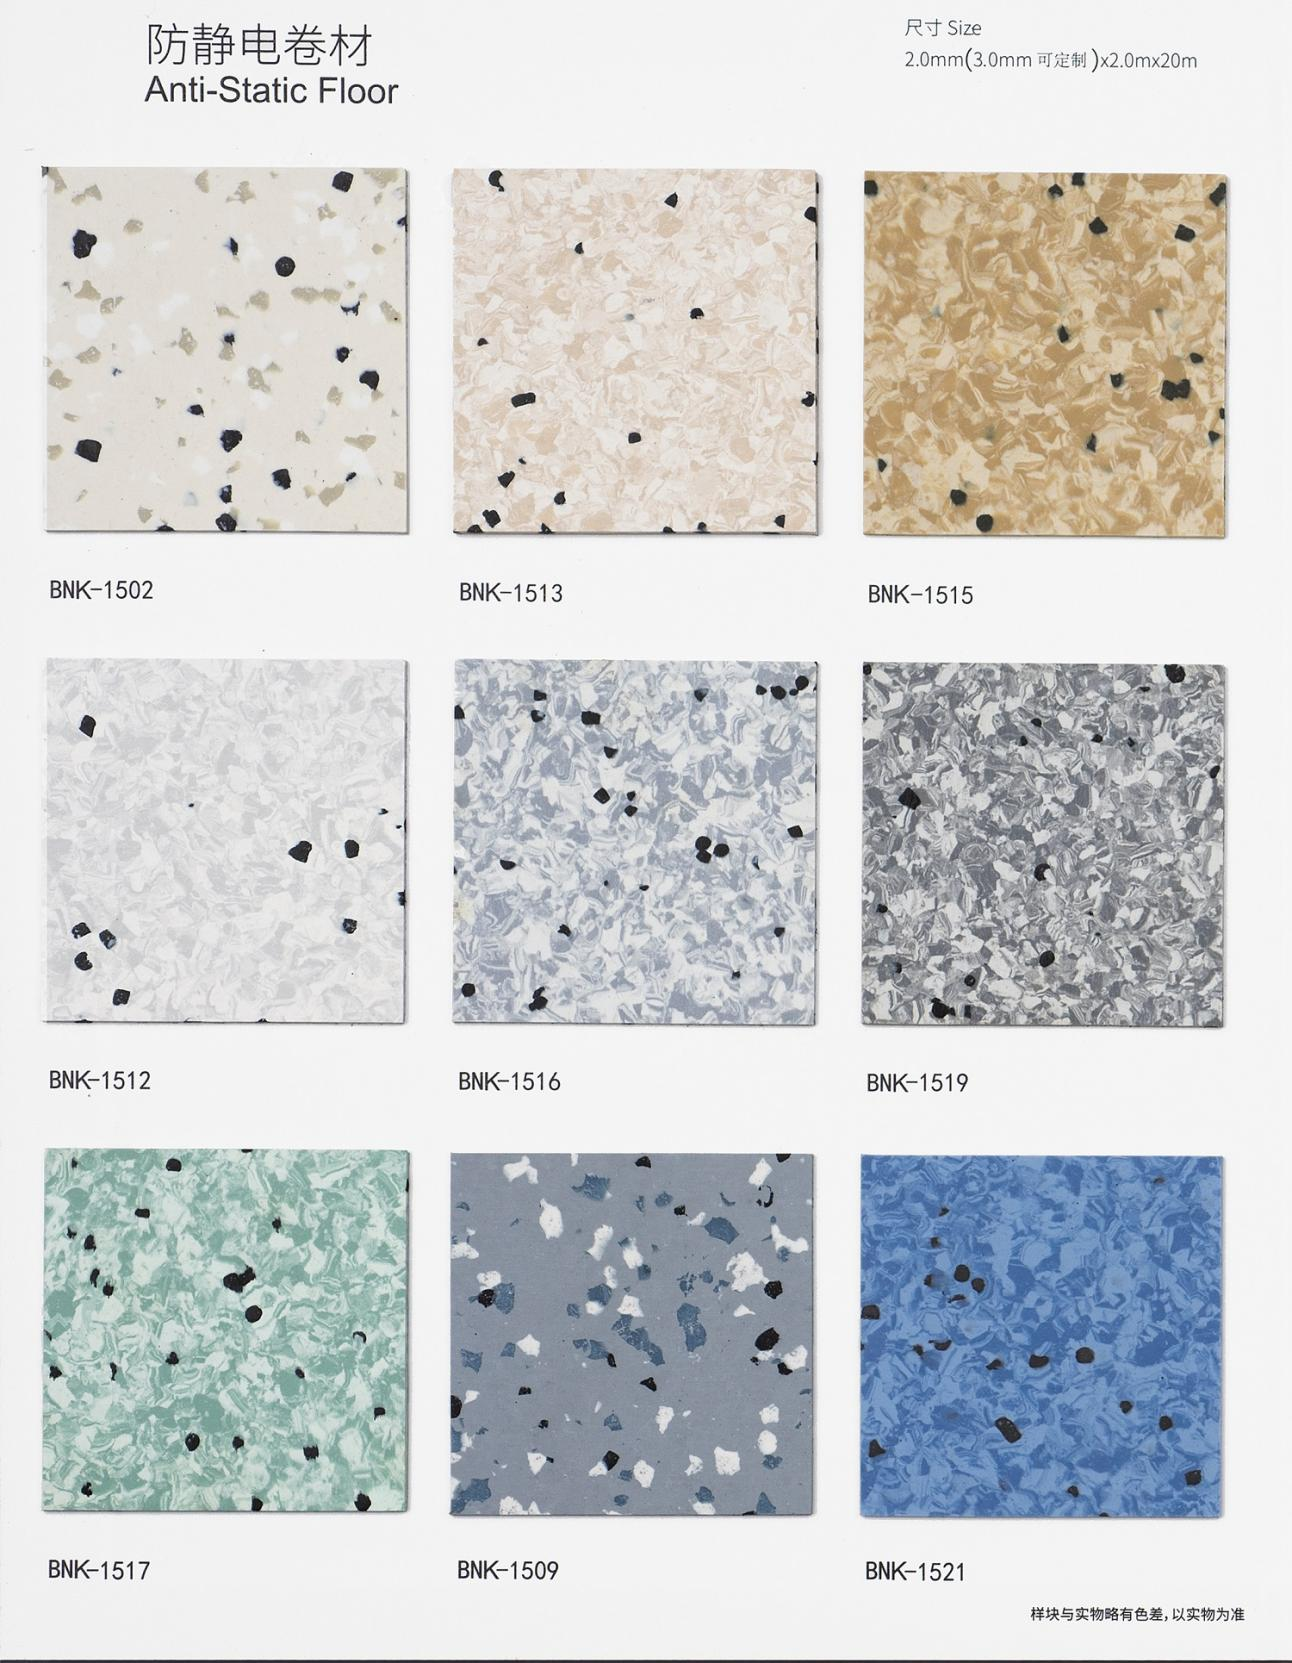 防静电卷材
Anti-Static Floor
尺寸 Size
2.0mm(3.0mm 可定制)x2.0mx20m
BNK-1502
BNK-1513
BNK-1515
BNK-1512
BNK-1516
BNK-1519
BNK-1517
BNK-1509
BNK-1521
样块与实物略有色差,以实物为准